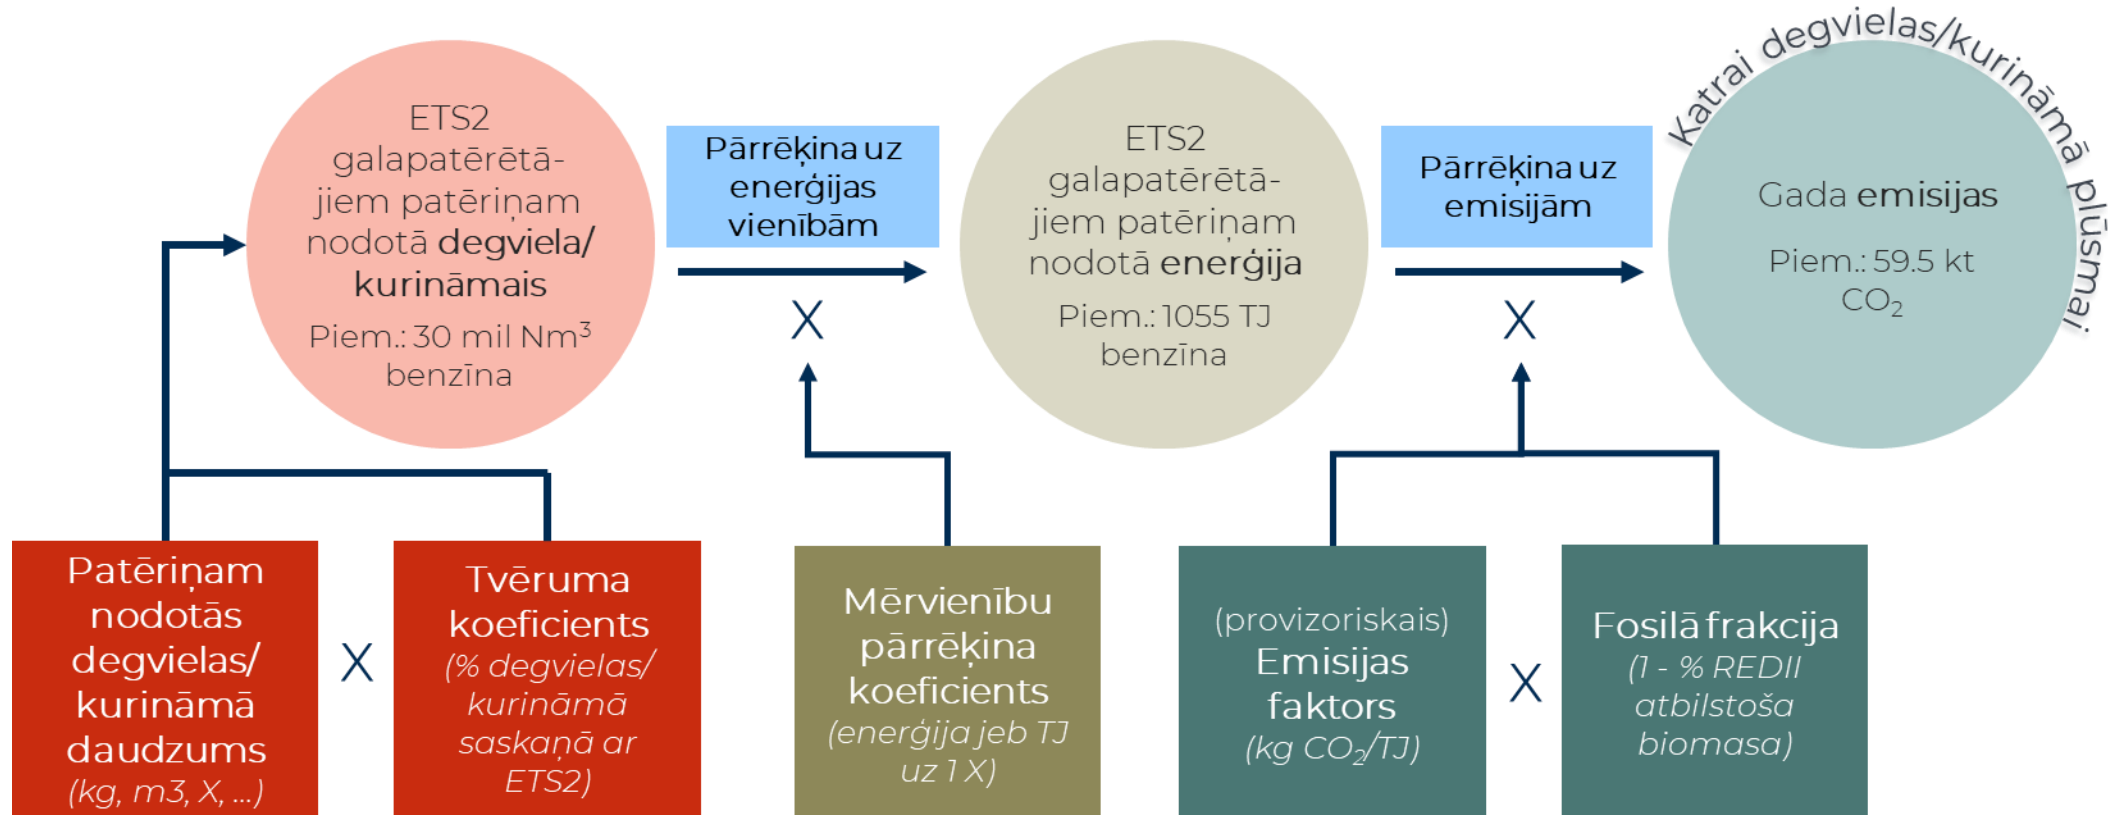 ETS2
galapatērētā-
jiem patēriņam
nodotā degviela/
kurināmais
Piem.: 30 mil Nm³
benzīna
Pārrēķina uz
enerģijas
vienībām
X
ETS2
galapatērētā-
jiem patēriņam
nodotā enerģija
Piem.: 1055 TJ
benzīna
Pārrēķina uz
emisijām
X
Katrai degvielas/kurināmā plūsmai
Gada emisijas
Piem.: 59.5 kt
CO₂
Patēriņam
nodotās
degvielas/
kurināmā
daudzums
(kg, m3, X, ...)
X
Tvēruma
koeficients
(% degvielas/
kurināmā
saskaņā ar
ETS2)
Mērvienību
pārrēķina
koeficients
(enerģija jeb TJ
uz 1 X)
(provizoriskais)
Emisijas
faktors
(kg CO₂/TJ)
X
Fosilā frakcija
(1 - % REDII
atbilstoša
biomasa)